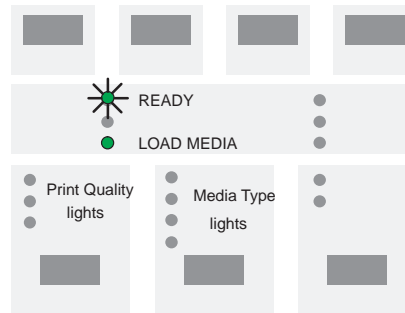 READY
LOAD MEDIA
Print Quality
lights
Media Type
lights